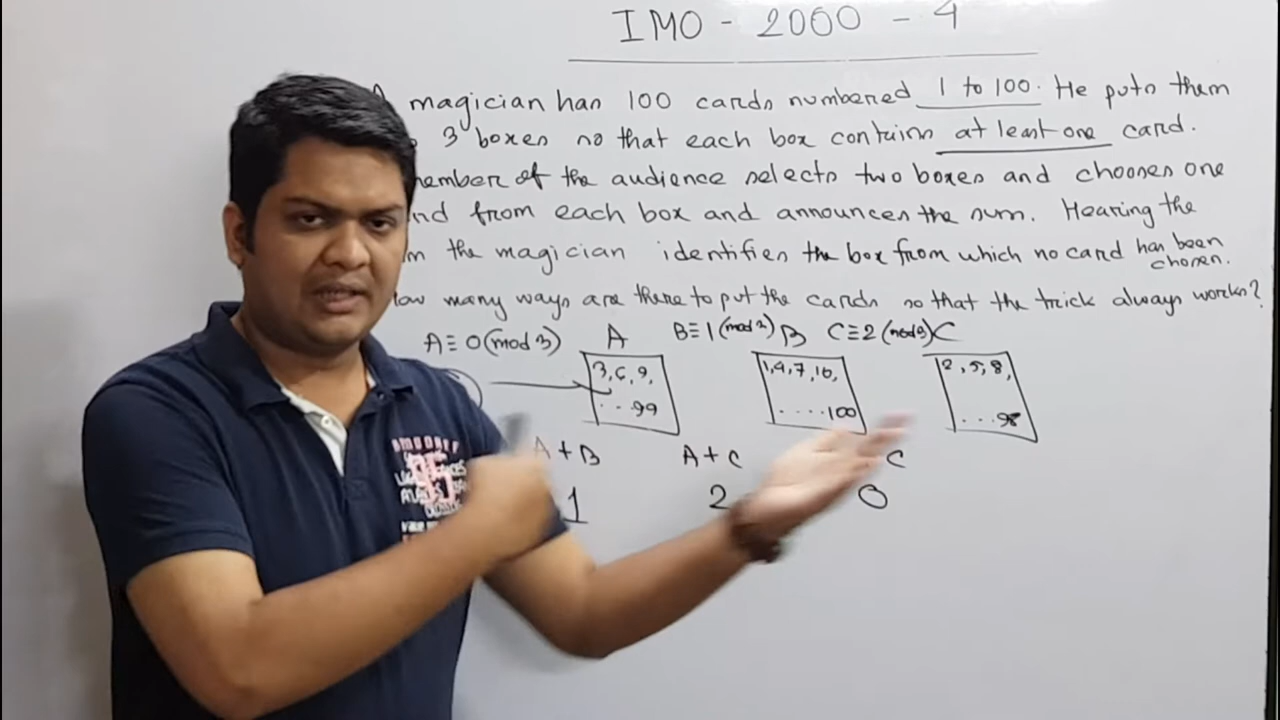 IMO - 2000 - 4
A magician has 100 cards numbered 1 to 100. He puts them
3 boxes so that each box contains at least one card.
member of the audience selects two boxes and chooses one
from each box and announces the sum. Hearing the
the magician identifies the box from which no card has been chosen.
many ways are there to put the cards so that the trick always works?
A≡0(mod 3) A B≡1(mod 3) B C≡2(mod 3) C
3,6,9, 1,4,7,10, 2,5,8,
...99 .....100 ...98
A+B A+C C
1 2 0